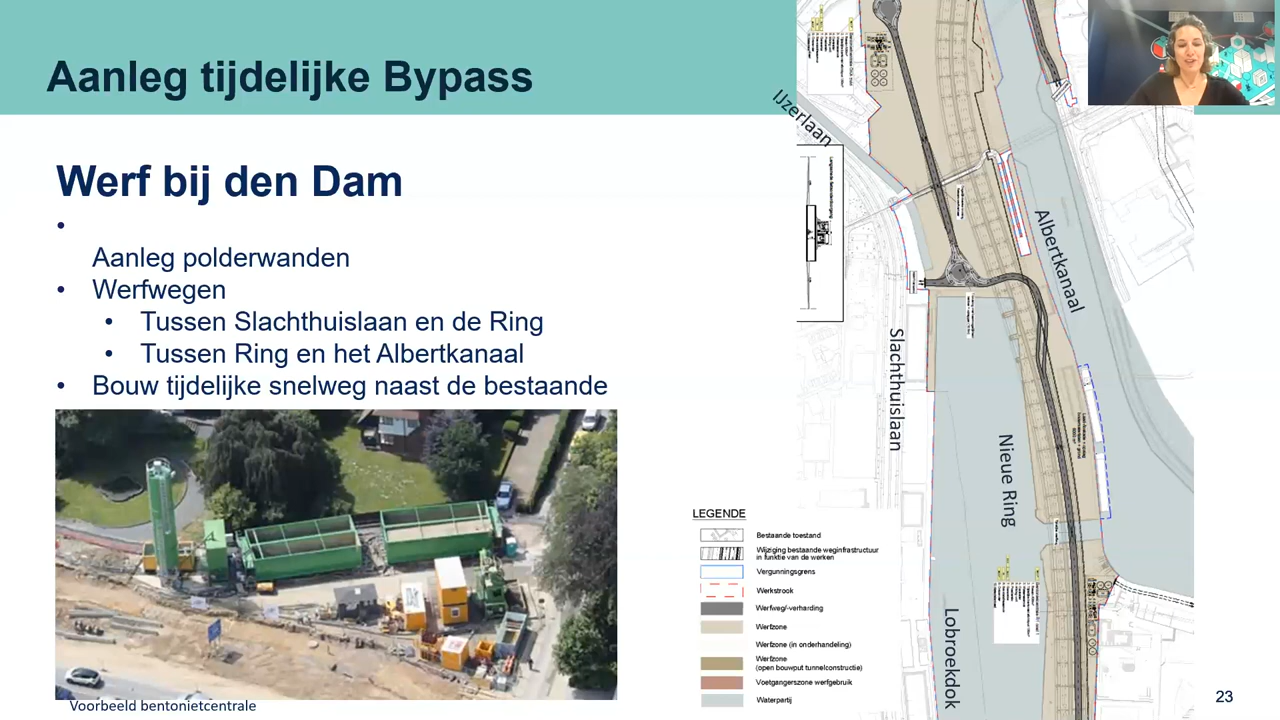 Aanleg tijdelijke Bypass
Werf bij den Dam
•
Aanleg polderwanden
• Werfwegen
• Tussen Slachthuislaan en de Ring
• Tussen Ring en het Albertkanaal
• Bouw tijdelijke snelweg naast de bestaande
Voorbeeld bentonietcentrale
IJzerlaan
Albertkanaal
Slachthuislaan
Nieue Ring
Lobroekdok
LEGENDE
Bestaande toestand
Wijziging bestaande weginfrastructuur
in functie van de werken
Vergunningsgrens
Werkstrook
Werfweg/-verharding
Werfzone
Werfzone (in onderhandeling)
Werfzone
(open bouwput tunnelconstructie)
Voetgangerszone werfgebruik
Waterpartij
23